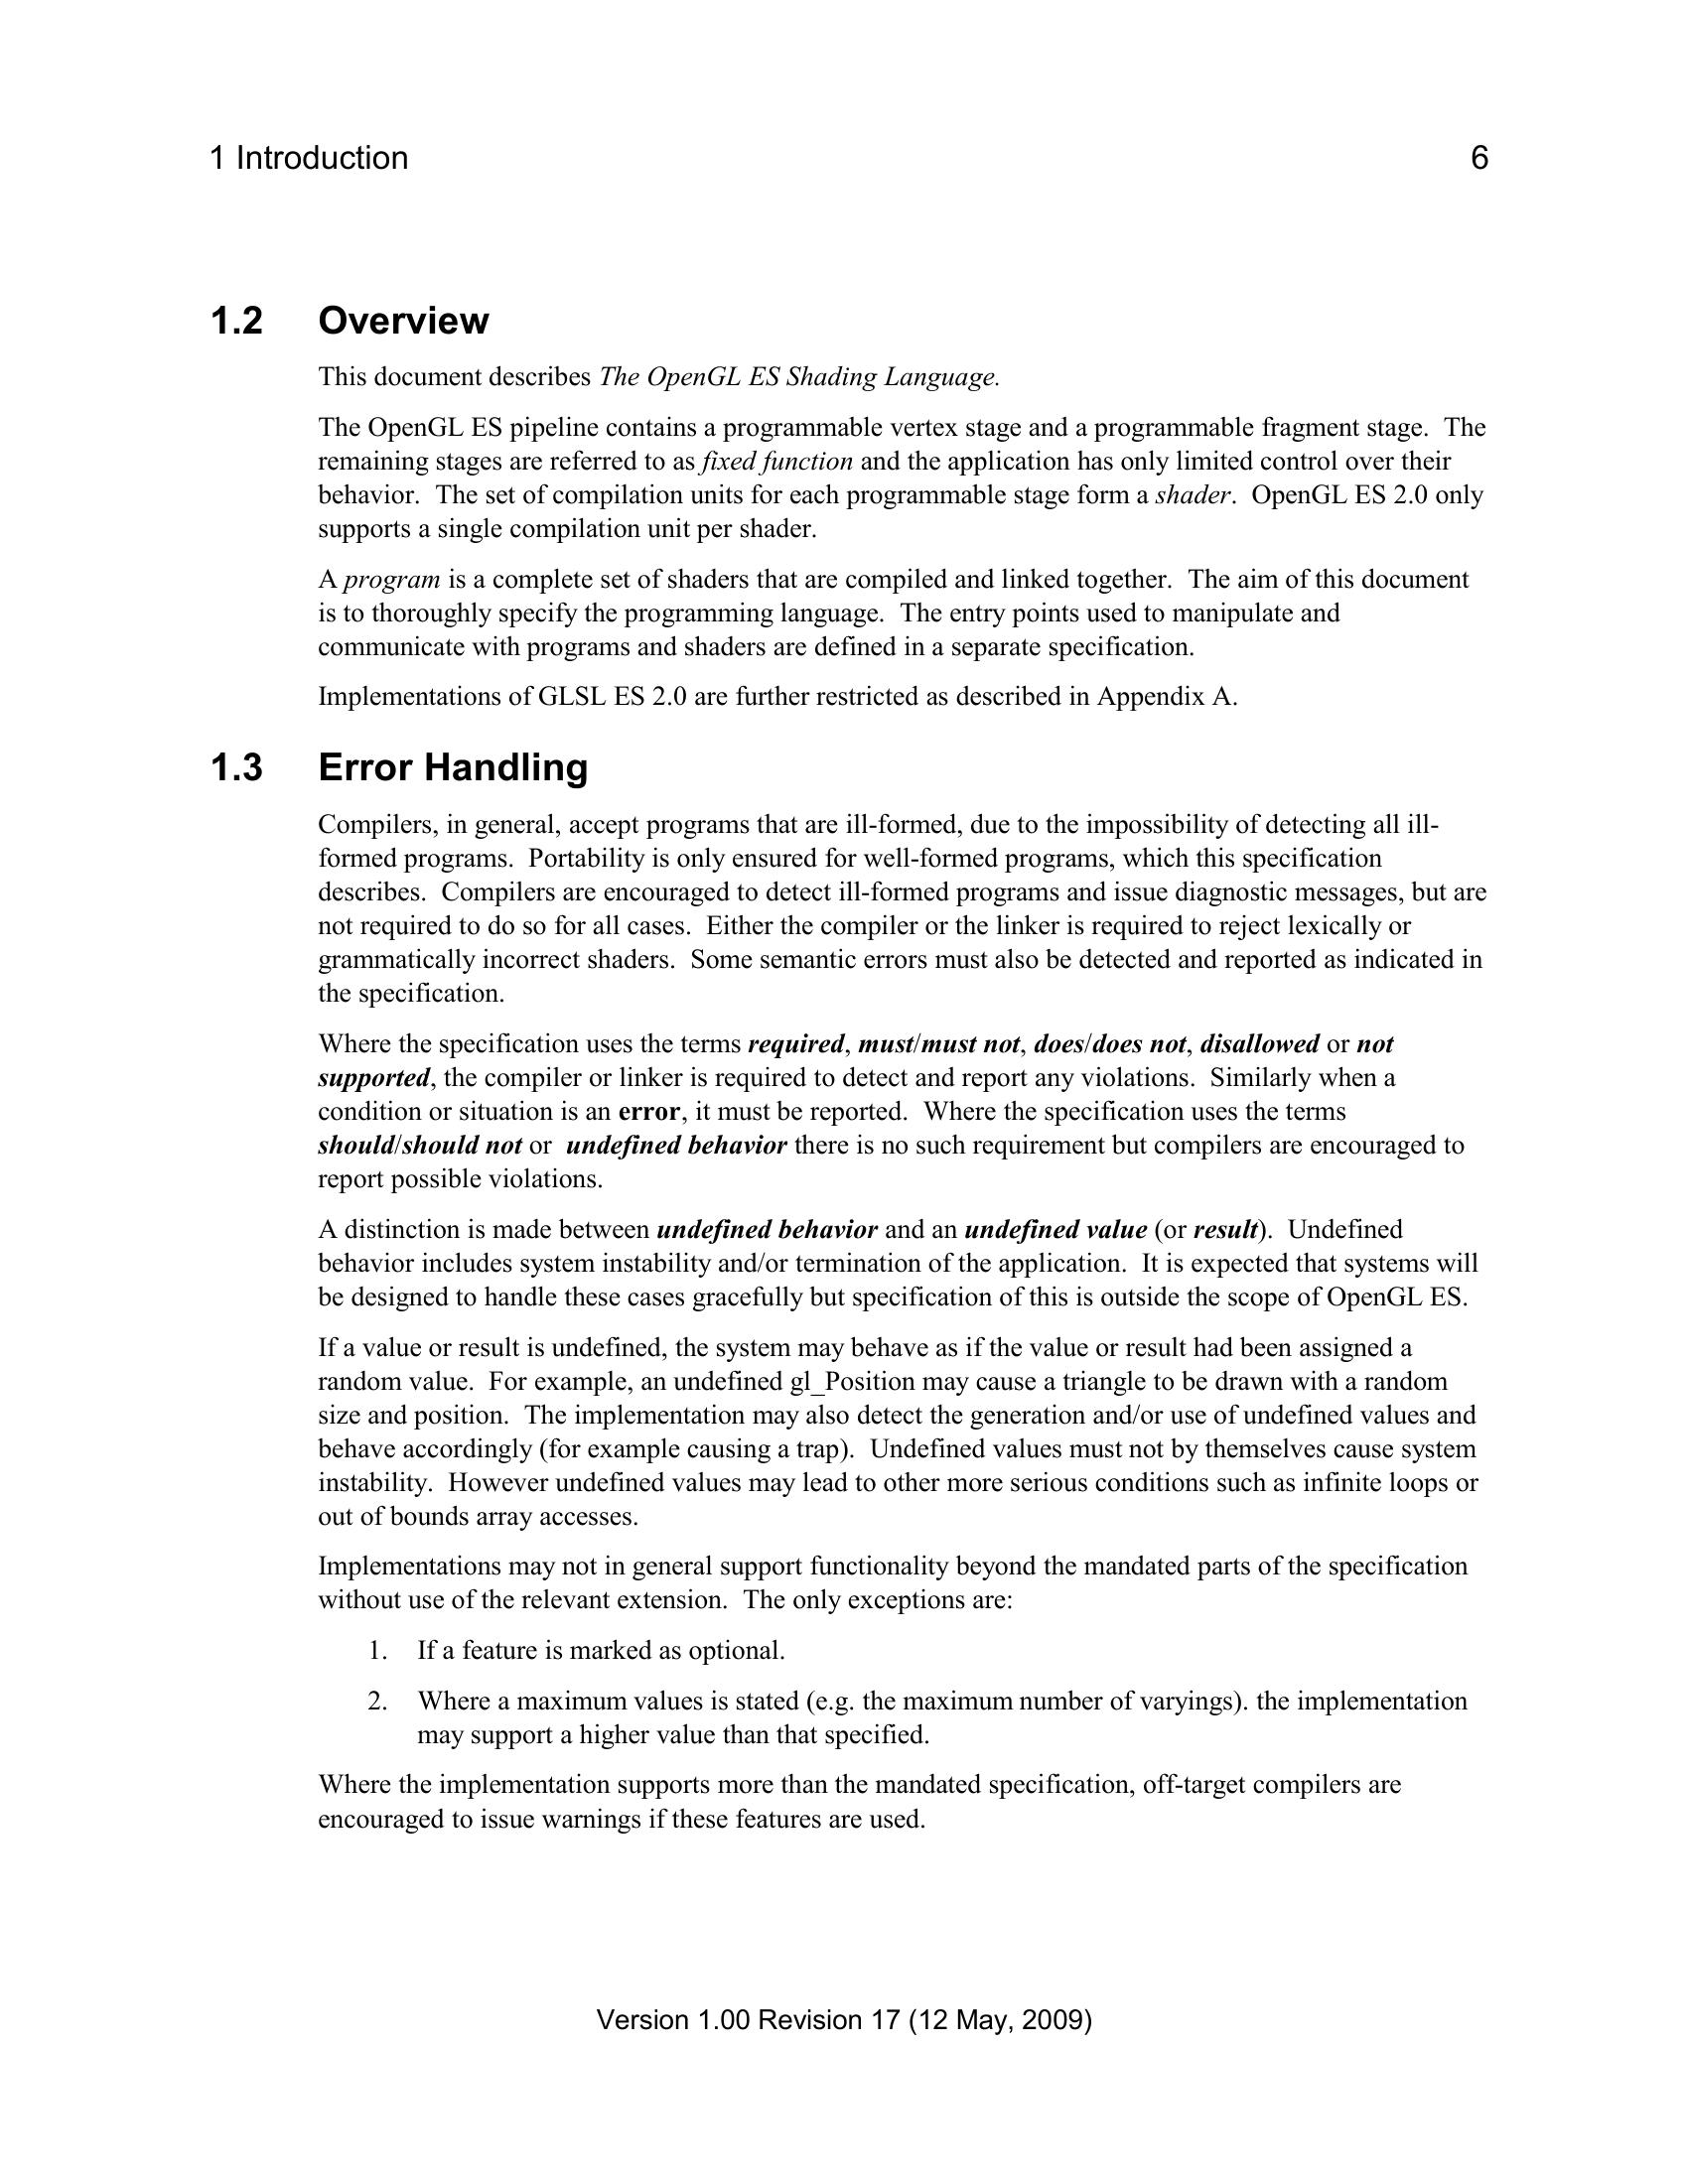 1 Introduction 6
1.2 Overview
This document describes The OpenGL ES Shading Language.
The OpenGL ES pipeline contains a programmable vertex stage and a programmable fragment stage.  The
remaining stages are referred to as fixed function and the application has only limited control over their
behavior.  The set of compilation units for each programmable stage form a shader.  OpenGL ES 2.0 only
supports a single compilation unit per shader.
A program is a complete set of shaders that are compiled and linked together.  The aim of this document
is to thoroughly specify the programming language.  The entry points used to manipulate and
communicate with programs and shaders are defined in a separate specification.
Implementations of GLSL ES 2.0 are further restricted as described in Appendix A.
1.3 Error Handling
Compilers, in general, accept programs that are ill-formed, due to the impossibility of detecting all ill-
formed programs.  Portability is only ensured for well-formed programs, which this specification
describes.  Compilers are encouraged to detect ill-formed programs and issue diagnostic messages, but are
not required to do so for all cases.  Either the compiler or the linker is required to reject lexically or
grammatically incorrect shaders.  Some semantic errors must also be detected and reported as indicated in
the specification.
Where the specification uses the terms required, must/must not, does/does not, disallowed or not
supported, the compiler or linker is required to detect and report any violations.  Similarly when a
condition or situation is an error, it must be reported.  Where the specification uses the terms
should/should not or  undefined behavior there is no such requirement but compilers are encouraged to
report possible violations.
A distinction is made between undefined behavior and an undefined value (or result).  Undefined
behavior includes system instability and/or termination of the application.  It is expected that systems will
be designed to handle these cases gracefully but specification of this is outside the scope of OpenGL ES.
If a value or result is undefined, the system may behave as if the value or result had been assigned a
random value.  For example, an undefined gl_Position may cause a triangle to be drawn with a random
size and position.  The implementation may also detect the generation and/or use of undefined values and
behave accordingly (for example causing a trap).  Undefined values must not by themselves cause system
instability.  However undefined values may lead to other more serious conditions such as infinite loops or
out of bounds array accesses.
Implementations may not in general support functionality beyond the mandated parts of the specification
without use of the relevant extension.  The only exceptions are:
1. If a feature is marked as optional.
2. Where a maximum values is stated (e.g. the maximum number of varyings). the implementation
may support a higher value than that specified.
Where the implementation supports more than the mandated specification, off-target compilers are
encouraged to issue warnings if these features are used.
Version 1.00 Revision 17 (12 May, 2009)